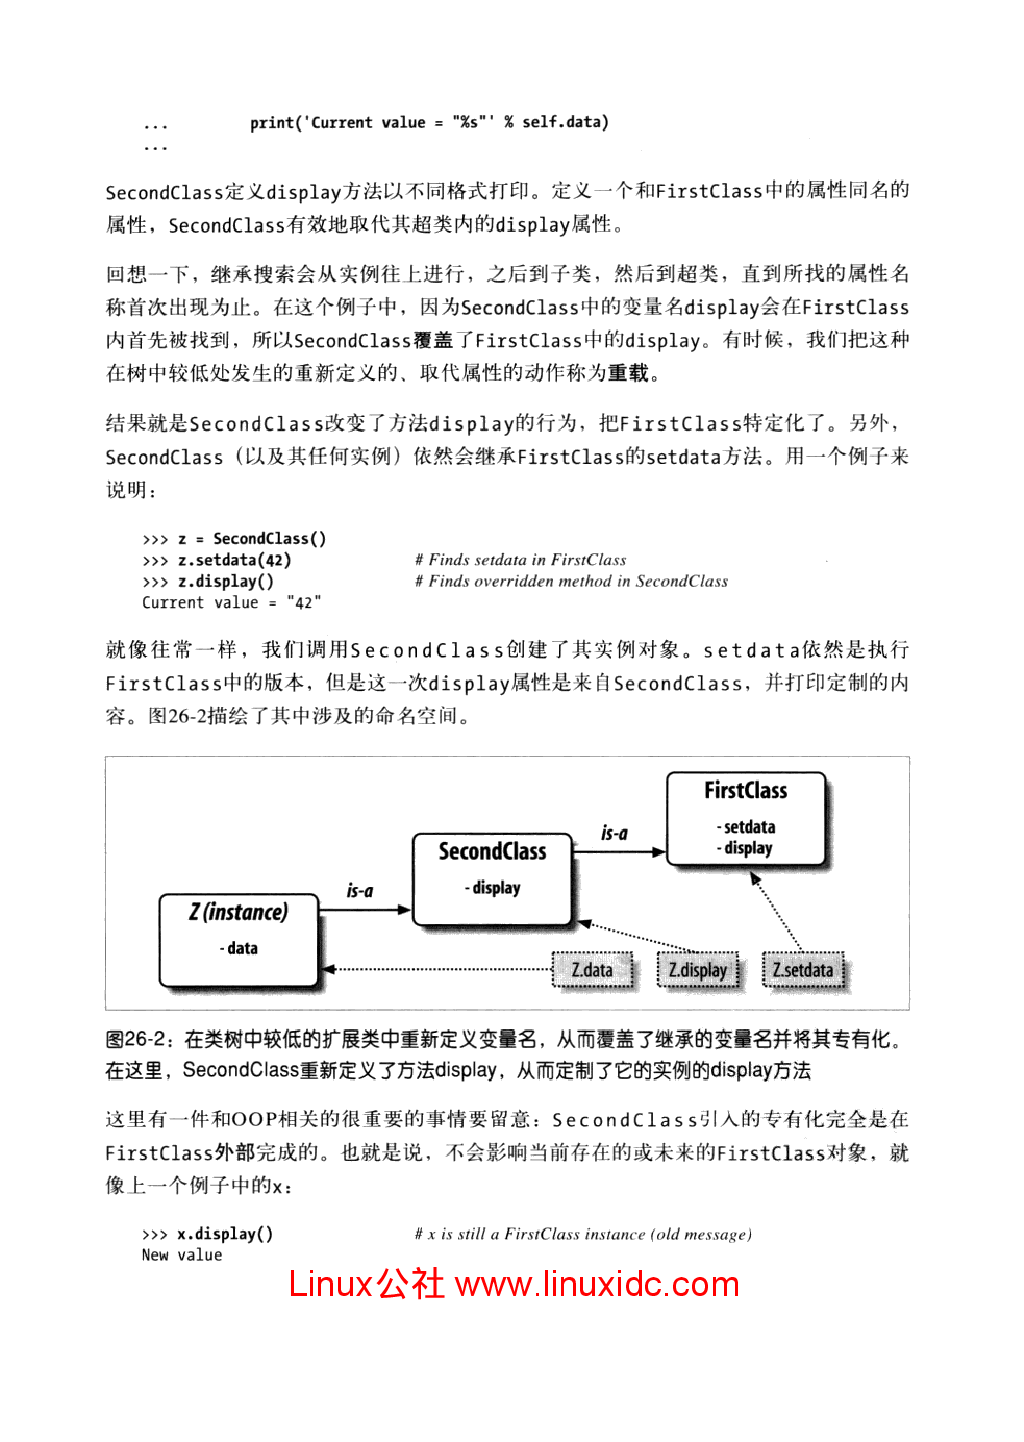 ...         print('Current value = "%s"' % self.data)
...
SecondClass定义display方法以不同格式打印。定义一个和FirstClass中的属性同名的
属性，SecondClass有效地取代其超类内的display属性。
回想一下，继承搜索会从实例往上进行，之后到子类，然后到超类，直到所找的属性名
称首次出现为止。在这个例子中，因为SecondClass中的变量名display会在FirstClass
内首先被找到，所以SecondClass覆盖了FirstClass中的display。有时候，我们把这种
在树中较低处发生的重新定义的、取代属性的动作称为重载。
结果就是SecondClass改变了方法display的行为，把FirstClass特定化了。另外，
SecondClass（以及其任何实例）依然会继承FirstClass的setdata方法。用一个例子来
说明：
>>> z = SecondClass()
>>> z.setdata(42)          # Finds setdata in FirstClass
>>> z.display()          # Finds overridden method in SecondClass
Current value = "42"
就像往常一样，我们调用SecondClass创建了其实例对象。setdata依然是执行
FirstClass中的版本，但是这一次display属性是来自SecondClass，并打印定制的内
容。图26-2描绘了其中涉及的命名空间。
FirstClass
- setdata
- display
is-a
SecondClass
- display
is-a
Z (instance)
- data
Z.data
Z.display
Z.setdata
图26-2：在类树中较低的扩展类中重新定义变量名，从而覆盖了继承的变量名并将其专有化。
在这里，SecondClass重新定义了方法display，从而定制了它的实例的display方法
这里有一件和OOP相关的很重要的事情要留意：SecondClass引入的专有化完全是在
FirstClass外部完成的。也就是说，不会影响当前存在的或未来的FirstClass对象，就
像上一个例子中的x：
>>> x.display()          # x is still a FirstClass instance (old message)
New value
Linux公社 www.linuxidc.com